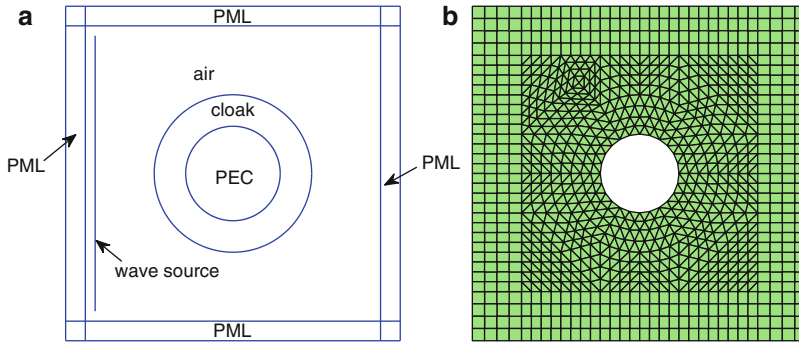 a
PML
air
cloak
PML
PEC
PML
wave source
PML
b